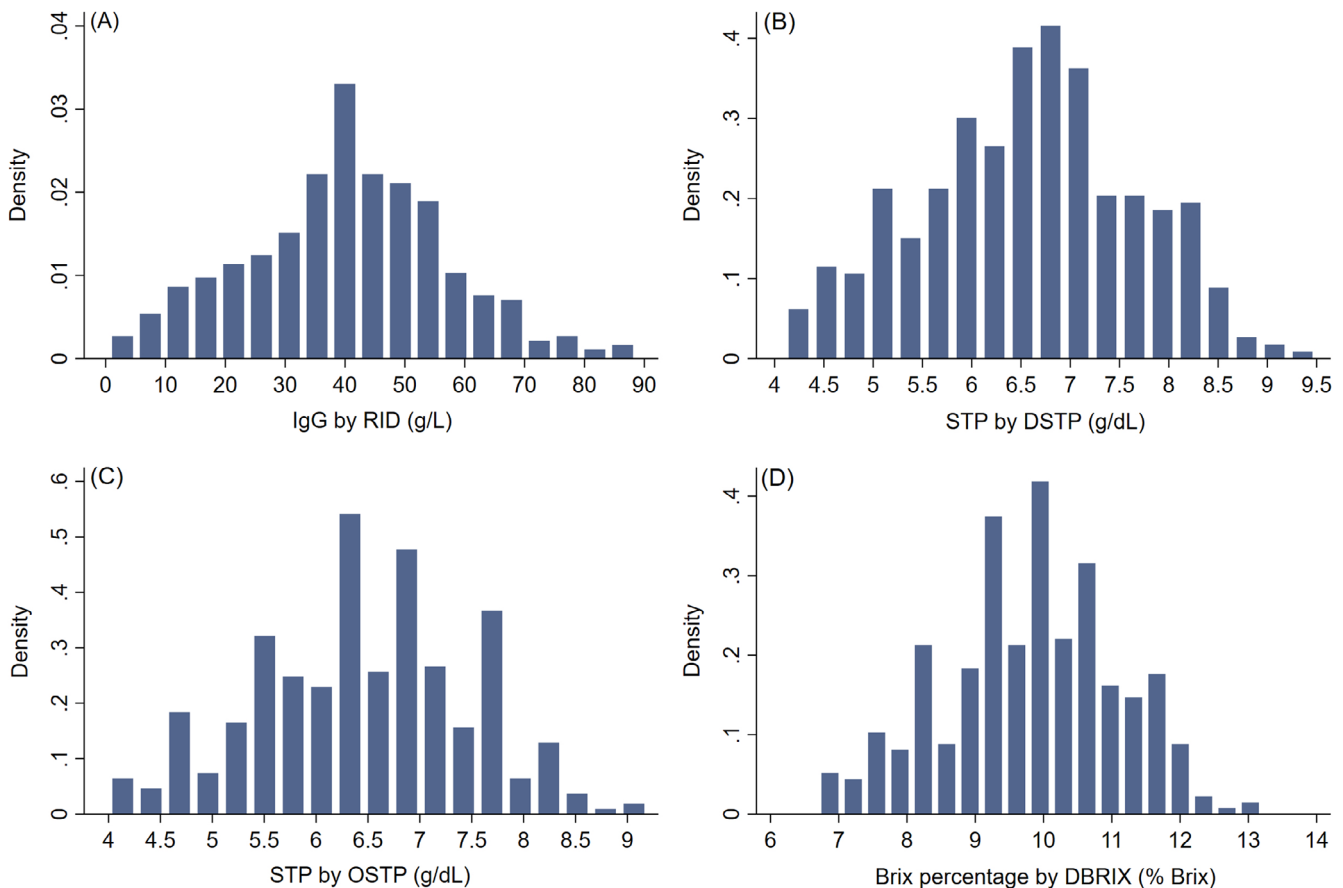 (A)
Density
.04
.03
.02
.01
0
0 10 20 30 40 50 60 70 80 90
IgG by RID (g/L)
(B)
Density
.4
.3
.2
.1
0
4 4.5 5 5.5 6 6.5 7 7.5 8 8.5 9 9.5
STP by DSTP (g/dL)
(C)
Density
.6
.5
.4
.3
.2
.1
0
4 4.5 5 5.5 6 6.5 7 7.5 8 8.5 9
STP by OSTP (g/dL)
(D)
Density
.4
.3
.2
.1
0
6 7 8 9 10 11 12 13 14
Brix percentage by DBRIX (% Brix)